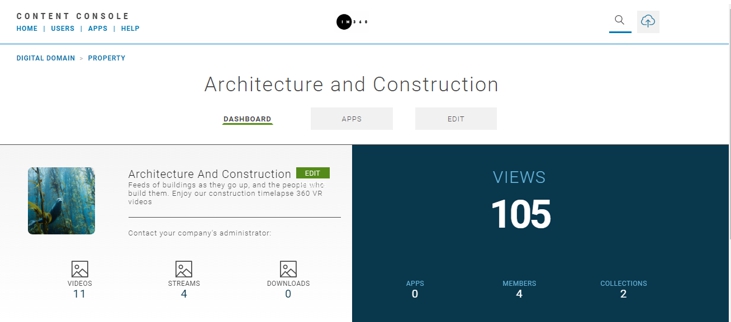 CONTENT CONSOLE
HOME | USERS | APPS | HELP
DIGITAL DOMAIN PROPERTY
Architecture and Construction
DASHBOARD APPS EDIT
Architecture And Construction EDIT
Feeds of buildings as they go up, and the people who
build them. Enjoy our construction timelapse 360 VR
videos
Contact your company's administrator:
VIDEOS STREAMS DOWNLOADS
11 4 0
VIEWS
105
APPS MEMBERS COLLECTIONS
0 4 2